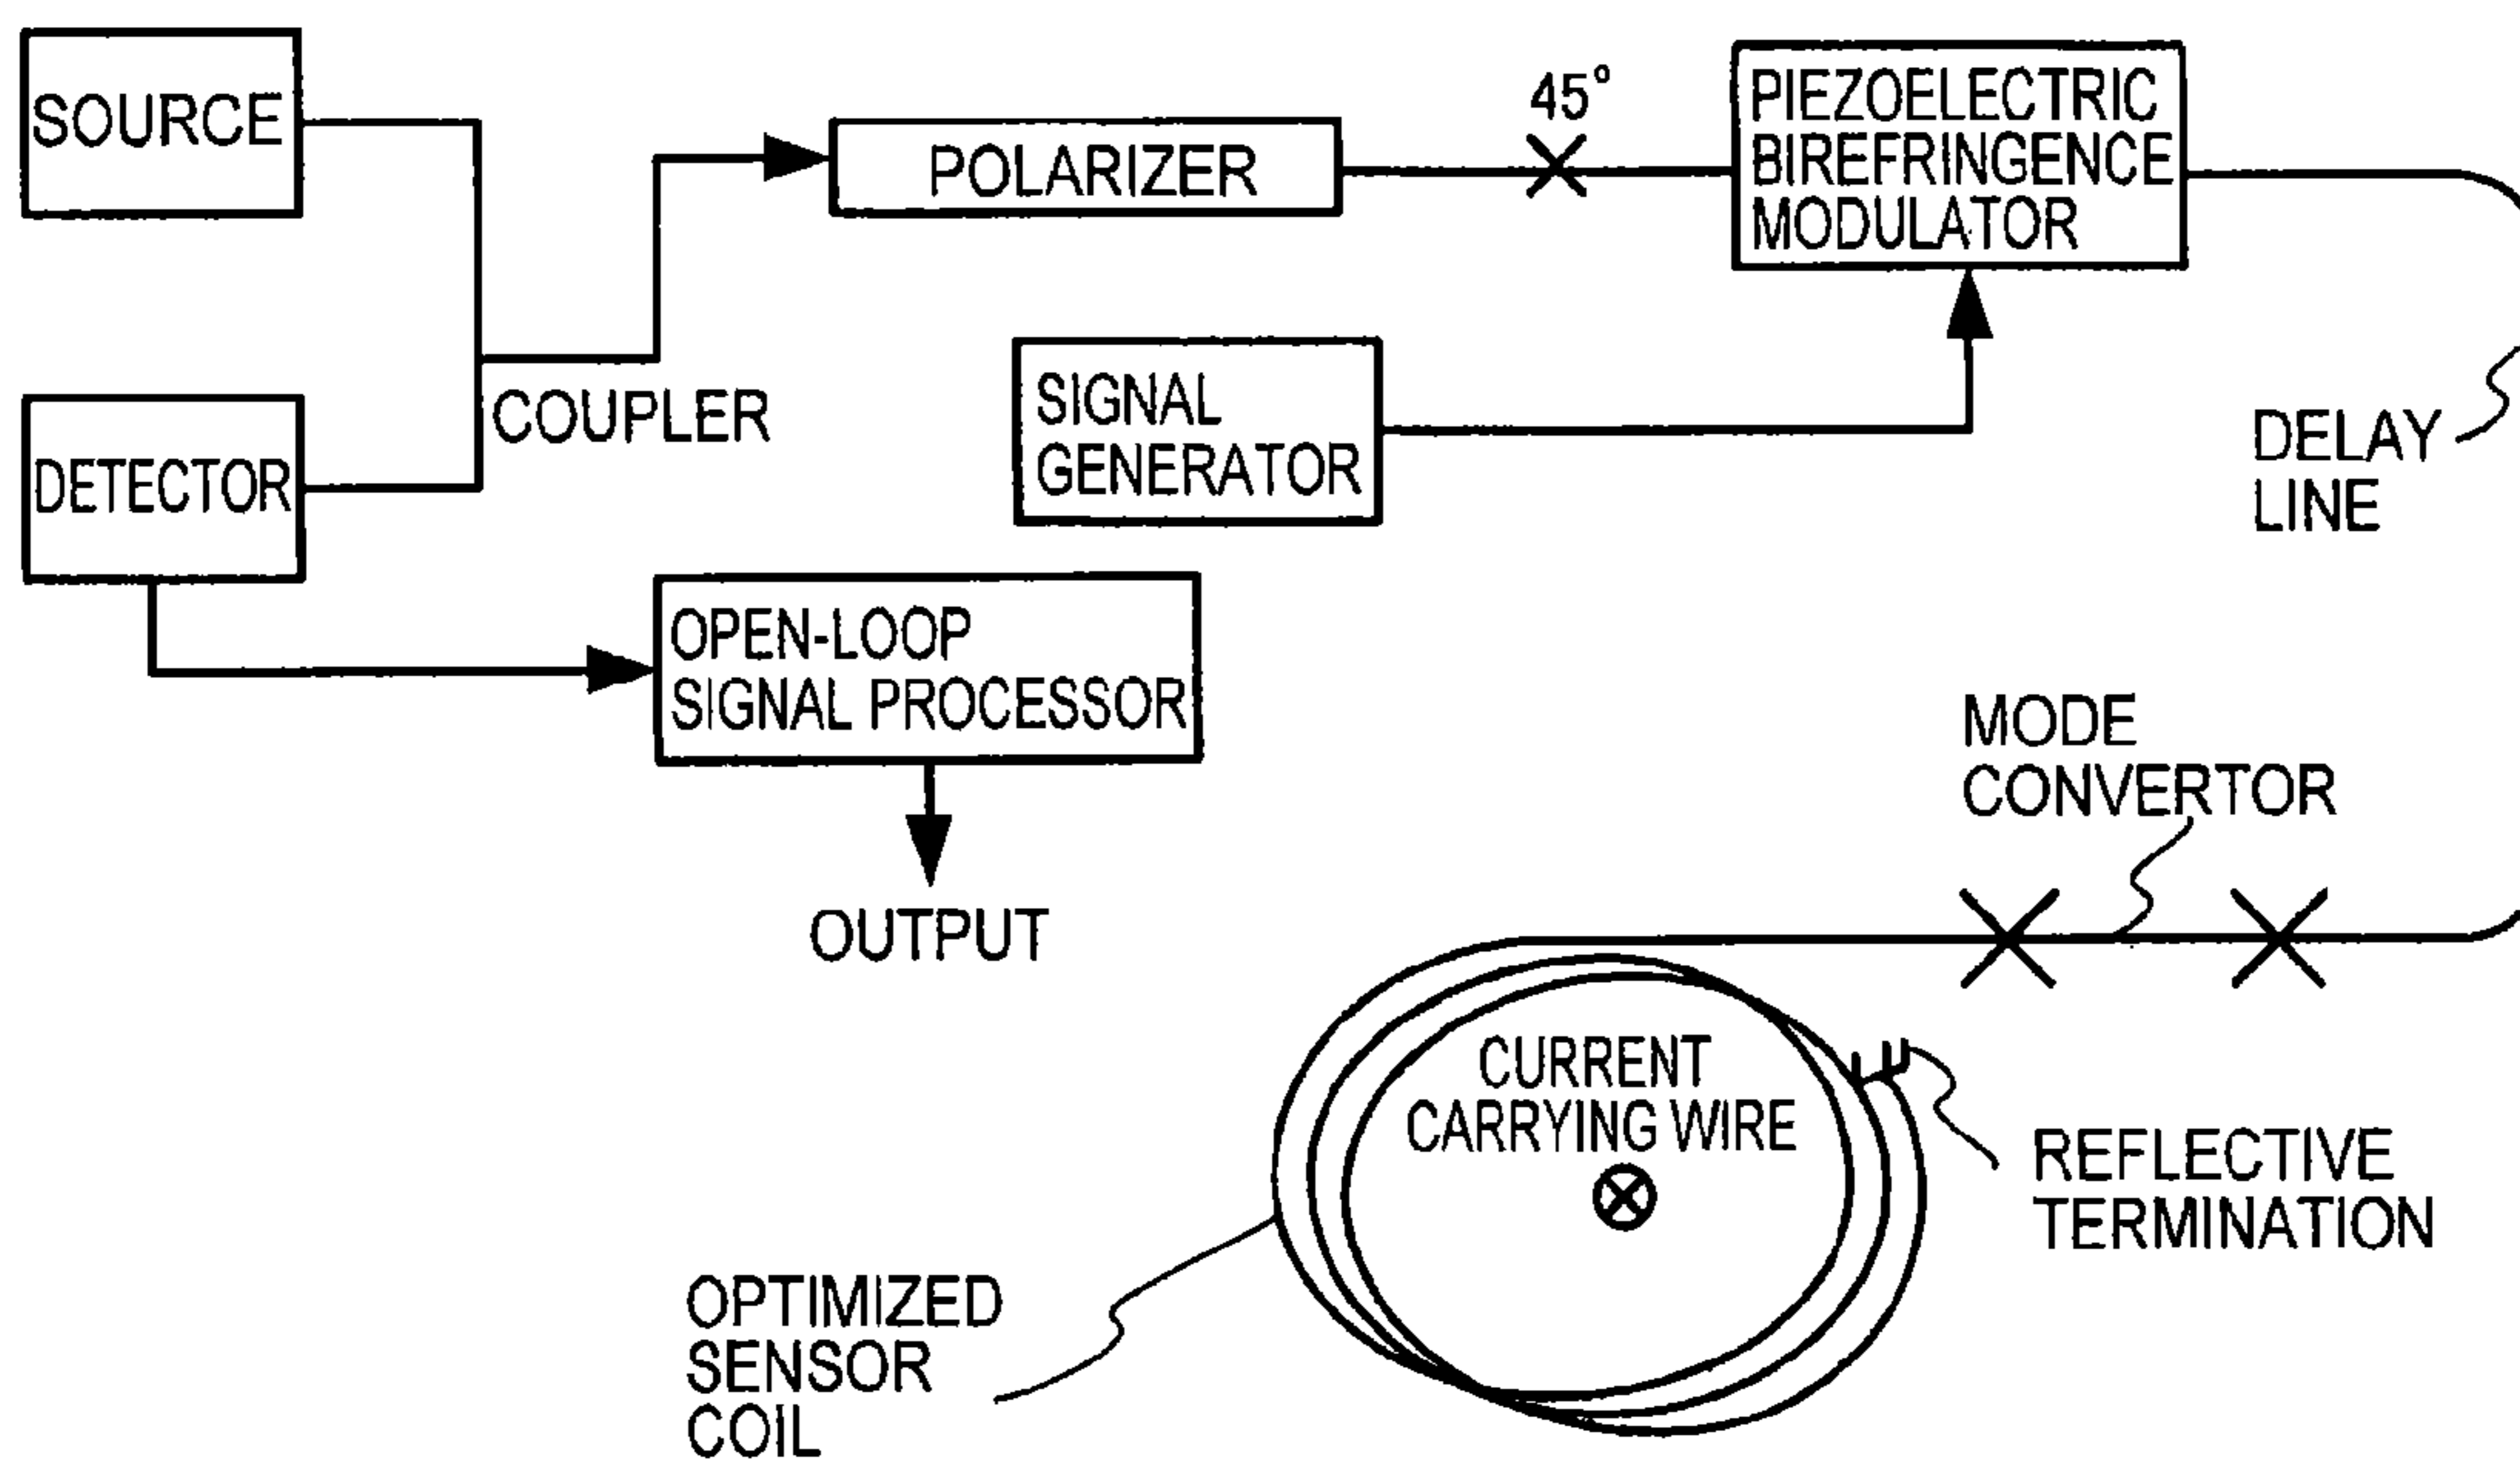 SOURCE
45°
PIEZOELECTRIC
BIREFRINGENCE
MODULATOR
POLARIZER
COUPLER
SIGNAL
GENERATOR
DELAY
LINE
DETECTOR
OPEN-LOOP
SIGNAL PROCESSOR
OUTPUT
MODE
CONVERTOR
CURRENT
CARRYING WIRE
REFLECTIVE
TERMINATION
OPTIMIZED
SENSOR
COIL